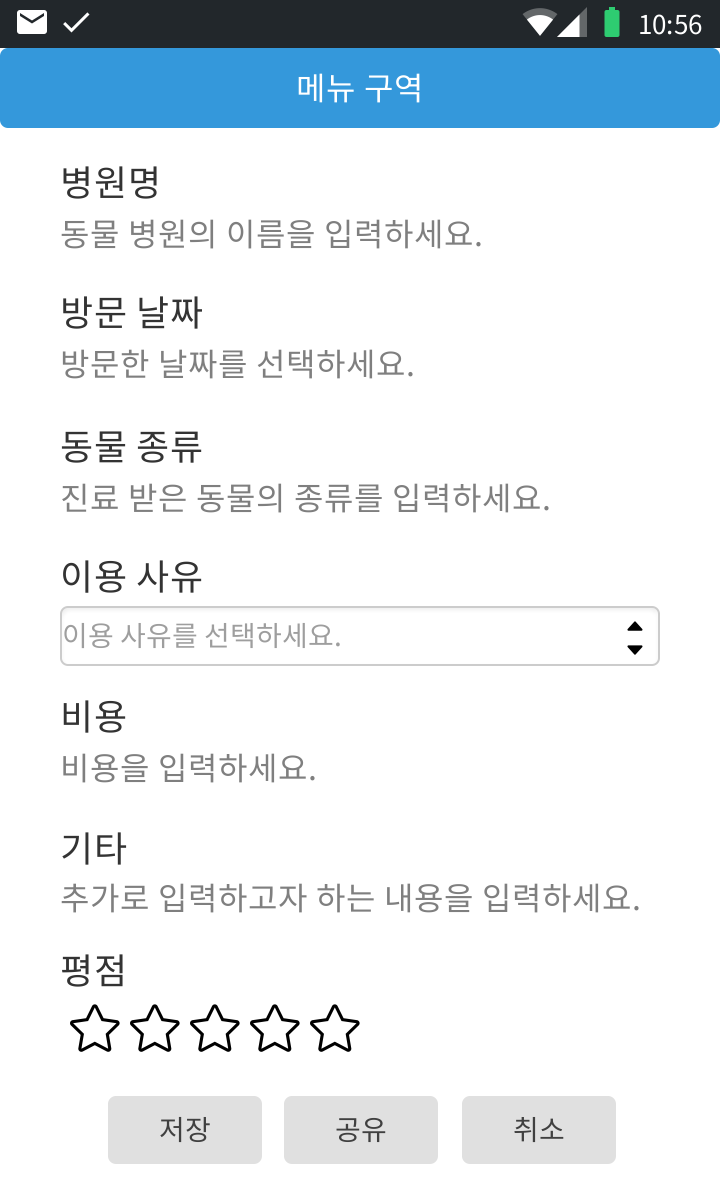 10:56
메뉴 구역
병원명
동물 병원의 이름을 입력하세요.
방문 날짜
방문한 날짜를 선택하세요.
동물 종류
진료 받은 동물의 종류를 입력하세요.
이용 사유
이용 사유를 선택하세요.
비용
비용을 입력하세요.
기타
추가로 입력하고자 하는 내용을 입력하세요.
평점
저장 공유 취소